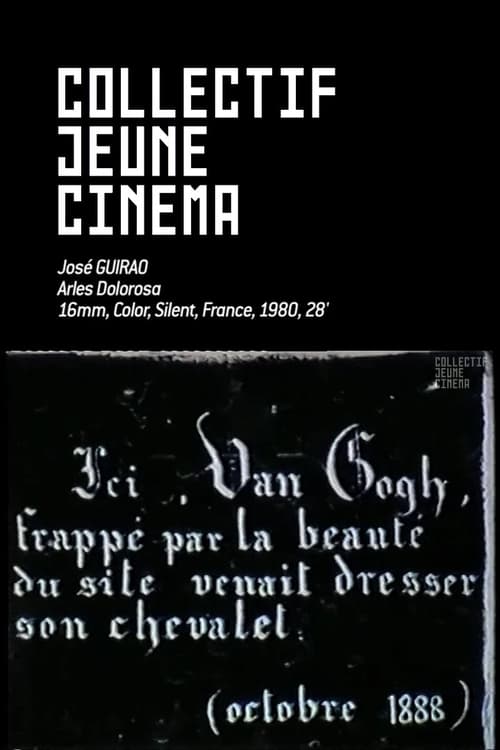 COLLECTIF
JEUNE
CINEMA
José GUIRAO
Arles Dolorosa
16mm, Color, Silent, France, 1980, 28'
COLLECTIF
JEUNE
CINEMA
Ici, Van Gogh,
frappé par la beauté
du site venait dresser
son chevalet.
(octobre 1888)